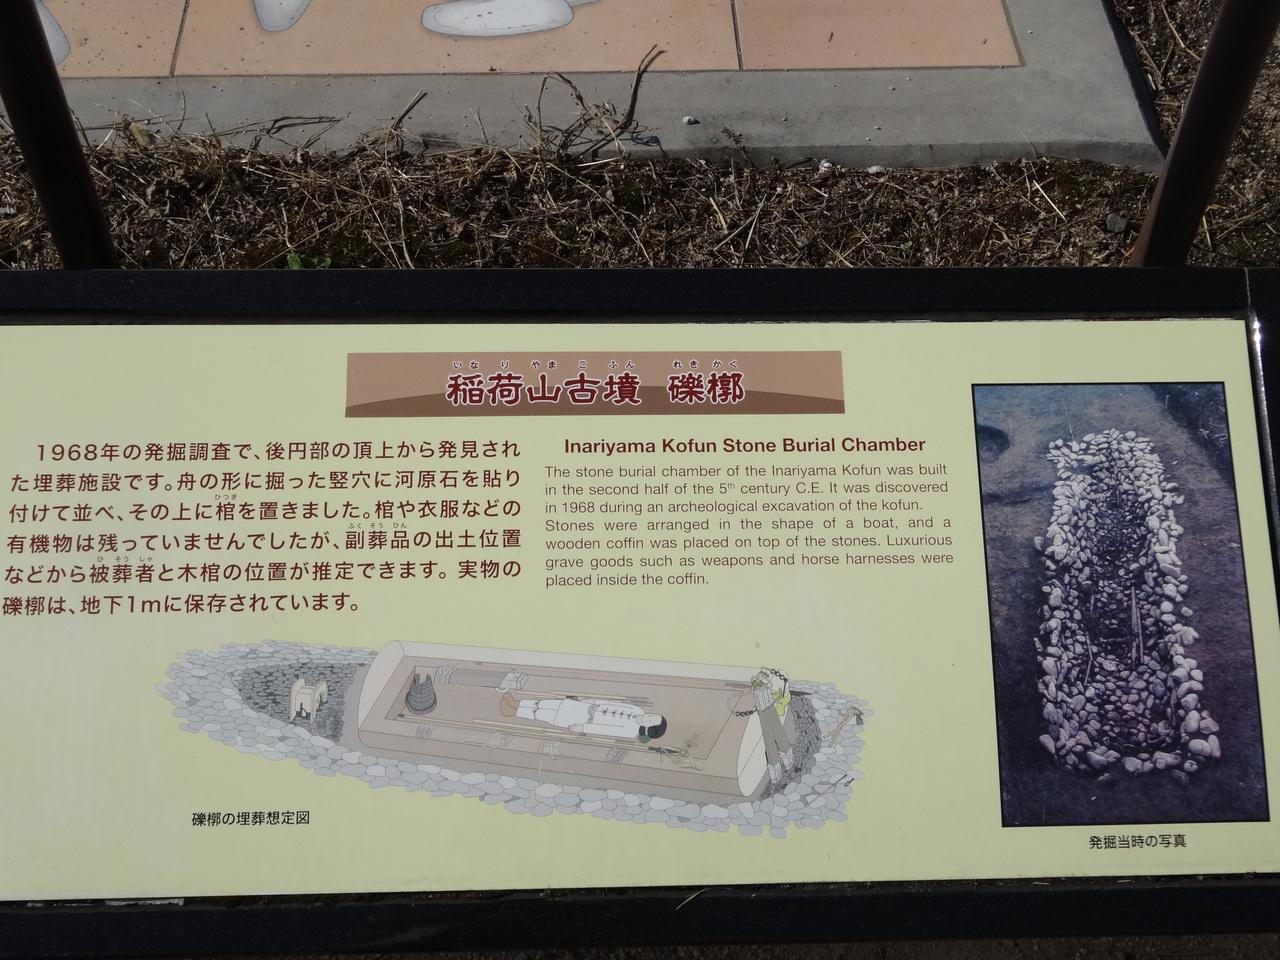 いなりやまこふん れきかく
稲荷山古墳 礫槨
1968年の発掘調査で、後円部の頂上から発見され
た埋葬施設です。舟の形に掘った竪穴に河原石を貼り
付けて並べ、その上に棺を置きました。棺や衣服などの
有機物は残っていませんでしたが、副葬品の出土位置
などから被葬者と木棺の位置が推定できます。実物の
礫槨は、地下1mに保存されています。
ひつぎ
ふくそうひん
ひそうしゃ
Inariyama Kofun Stone Burial Chamber
The stone burial chamber of the Inariyama Kofun was built
in the second half of the 5th century C.E. It was discovered
in 1968 during an archeological excavation of the kofun.
Stones were arranged in the shape of a boat, and a
wooden coffin was placed on top of the stones. Luxurious
grave goods such as weapons and horse harnesses were
placed inside the coffin.
礫槨の埋葬想定図
発掘当時の写真